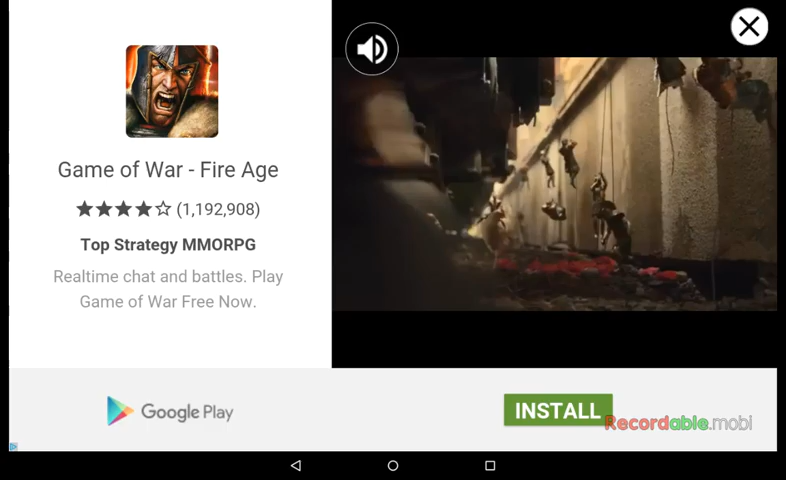 Game of War - Fire Age
(1,192,908)
Top Strategy MMORPG
Realtime chat and battles. Play
Game of War Free Now.
Google Play
INSTALL
Recordable.mobi